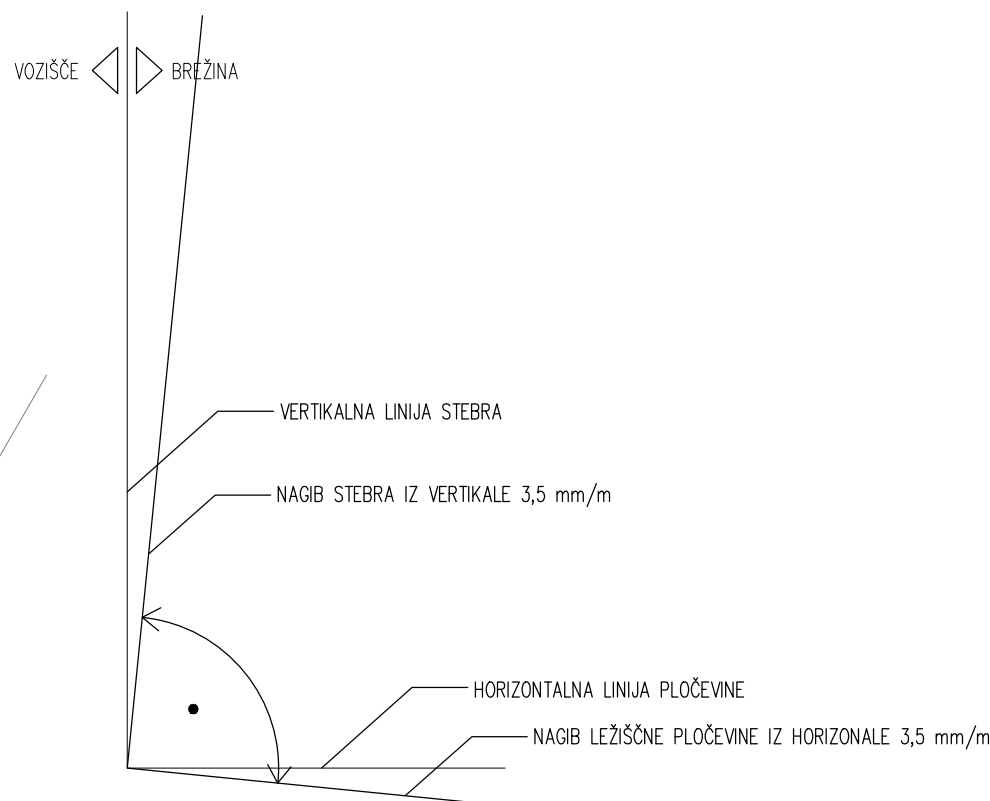 VOZIŠČE BREŽINA
VERTIKALNA LINIJA STEBRA
NAGIB STEBRA IZ VERTIKALE 3,5 mm/m
HORIZONTALNA LINIJA PLOČEVINE
NAGIB LEŽIŠČNE PLOČEVINE IZ HORIZONALE 3,5 mm/m